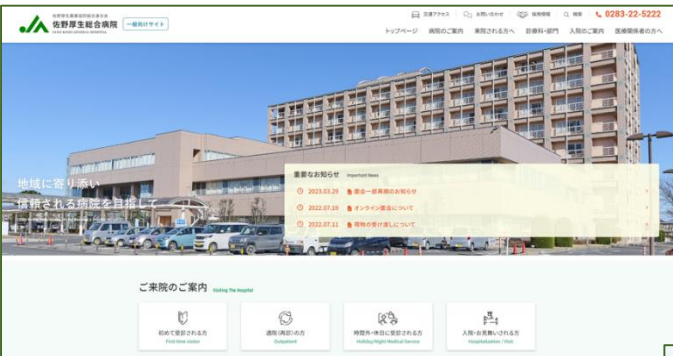 佐野厚生総合病院
一般向けサイト
交通アクセス
お問い合わせ
採用情報
検索
0283-22-5222
トップページ
病院のご案内
来院される方へ
診療科・部門
入院のご案内
医療関係者の方へ
地域に寄り添い
信頼される病院を目指して
重要なお知らせ Important News
2023.03.29 面会一部再開のお知らせ
2022.07.10 オンライン面会について
2022.07.11 荷物の受け渡しについて
ご来院のご案内 Visiting The Hospital
初めて受診される方
First time visitor
通院(再診)の方
Outpatient
時間外・休日に受診される方
Holiday/Night Medical Service
入院・お見舞いされる方
Hospitalization / Visit